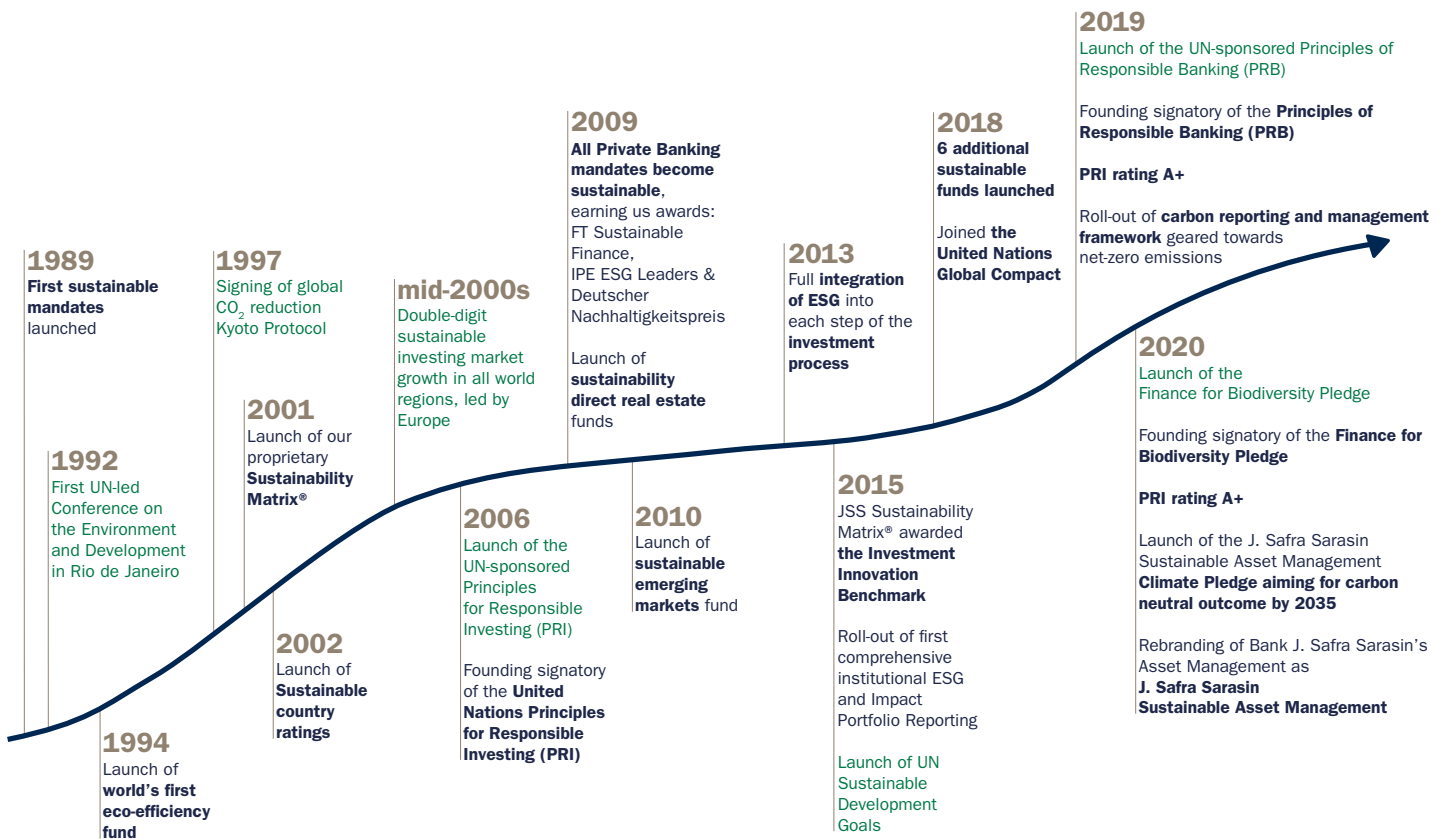 1989
First sustainable
mandates
launched
1992
First UN-led
Conference on
the Environment
and Development
in Rio de Janeiro
1994
Launch of
world's first
eco-efficiency
fund
1997
Signing of global
CO₂ reduction
Kyoto Protocol
2001
Launch of our
proprietary
Sustainability
Matrix®
2002
Launch of
Sustainable
country
ratings
mid-2000s
Double-digit
sustainable
investing market
growth in all world
regions, led by
Europe
2006
Launch of the
UN-sponsored
Principles
for Responsible
Investing (PRI)
Founding signatory
of the United
Nations Principles
for Responsible
Investing (PRI)
2009
All Private Banking
mandates become
sustainable,
earning us awards:
FT Sustainable
Finance,
IPE ESG Leaders &
Deutscher
Nachhaltigkeitspreis
Launch of
sustainability
direct real estate
funds
2010
Launch of
sustainable
emerging
markets fund
2013
Full integration
of ESG into
each step of the
investment
process
2015
JSS Sustainability
Matrix® awarded
the Investment
Innovation
Benchmark
Roll-out of first
comprehensive
institutional ESG
and Impact
Portfolio Reporting
Launch of UN
Sustainable
Development
Goals
2018
6 additional
sustainable
funds launched
Joined the
United Nations
Global Compact
2019
Launch of the UN-sponsored Principles of
Responsible Banking (PRB)
Founding signatory of the Principles of
Responsible Banking (PRB)
PRI rating A+
Roll-out of carbon reporting and management
framework geared towards
net-zero emissions
2020
Launch of the
Finance for Biodiversity Pledge
Founding signatory of the Finance for
Biodiversity Pledge
PRI rating A+
Launch of the J. Safra Sarasin
Sustainable Asset Management
Climate Pledge aiming for carbon
neutral outcome by 2035
Rebranding of Bank J. Safra Sarasin's
Asset Management as
J. Safra Sarasin
Sustainable Asset Management